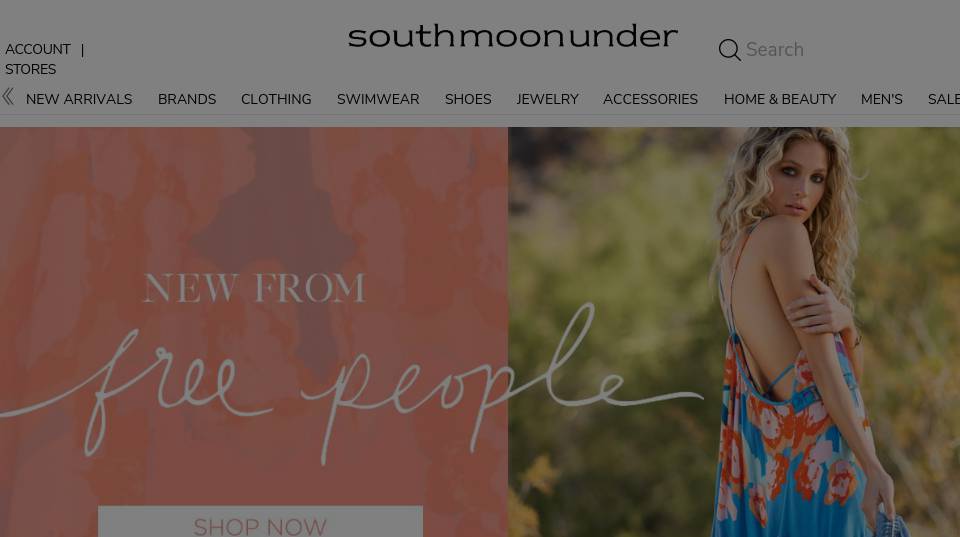 southmoonunder
ACCOUNT |
STORES
Search
NEW ARRIVALS BRANDS CLOTHING SWIMWEAR SHOES JEWELRY ACCESSORIES HOME & BEAUTY MEN'S SALE
NEW FROM
free people
SHOP NOW